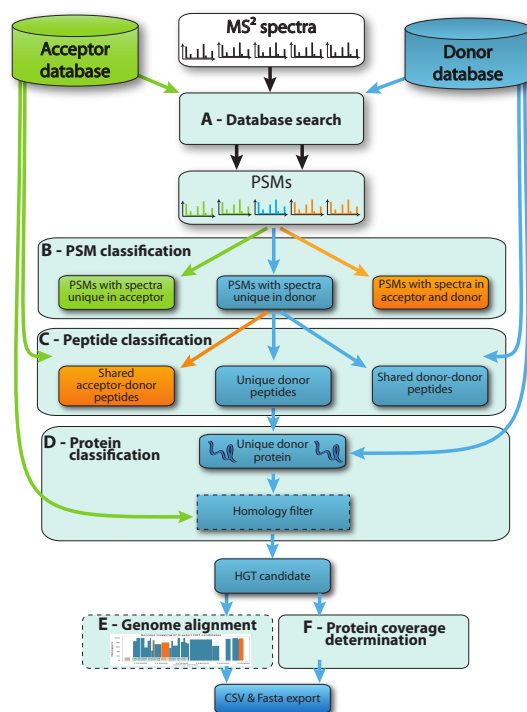 MS² spectra
Acceptor
database
Donor
database
A - Database search
PSMs
B - PSM classification
PSMs with spectra
unique in acceptor
PSMs with spectra
unique in donor
PSMs with spectra in
acceptor and donor
C - Peptide classification
Shared
acceptor-donor
peptides
Unique donor
peptides
Shared donor-donor
peptides
D - Protein
classification
Unique donor
protein
Homology filter
HGT candidate
E - Genome alignment
F - Protein coverage
determination
CSV & Fasta export